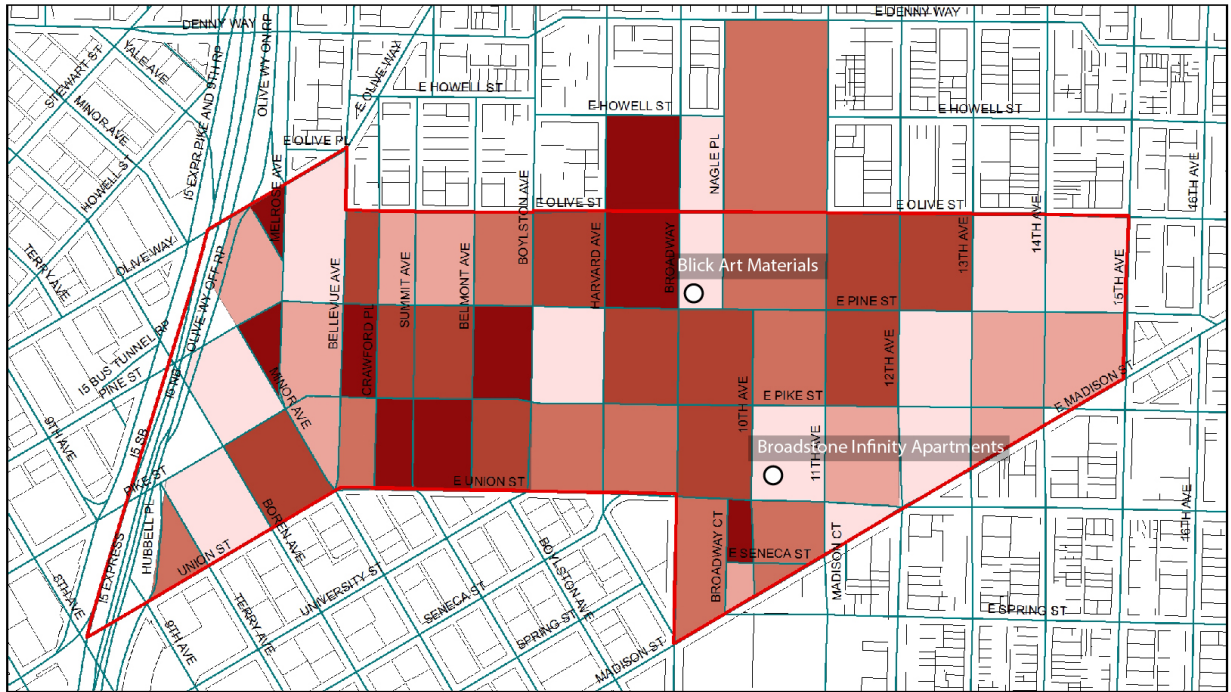 DENNY WAY
E DENNY WAY
STEWART ST
YALE AVE
MINOR AVE
HOWELL ST
I5 EXPR PIKE AND 9TH RP
OLIVE WY ON RP
E OLIVE WAY
E HOWELL ST
E HOWELL ST
E HOWELL ST
E OLIVE PL
MELROSE AVE
NAGLE PL
BOYLSTON AVE
E OLIVE ST
E OLIVE ST
16TH AVE
14TH AVE
13TH AVE
15TH AVE
OLIVE WAY
TERRY AVE
OLIVE WY OFF RP
BELLEVUE AVE
SUMMIT AVE
BELMONT AVE
HARVARD AVE
BROADWAY
Blick Art Materials
E PINE ST
CRAWFORD PL
I5 BUS TUNNEL RP
PINE ST
I5 RP
MINOR AVE
12TH AVE
E PIKE ST
10TH AVE
E MADISON ST
9TH AVE
I5 SB
11TH AVE
Broadstone Infinity Apartments
PIKE ST
E UNION ST
HUBBELL PL
BOREN AVE
UNION ST
I5 EXPRESS
8TH AVE
9TH AVE
TERRY AVE
UNIVERSITY ST
SENECA ST
BOYLSTON AVE
SPRING ST
MADISON ST
BROADWAY CT
E SENECA ST
MADISON CT
E SPRING ST
16TH AVE